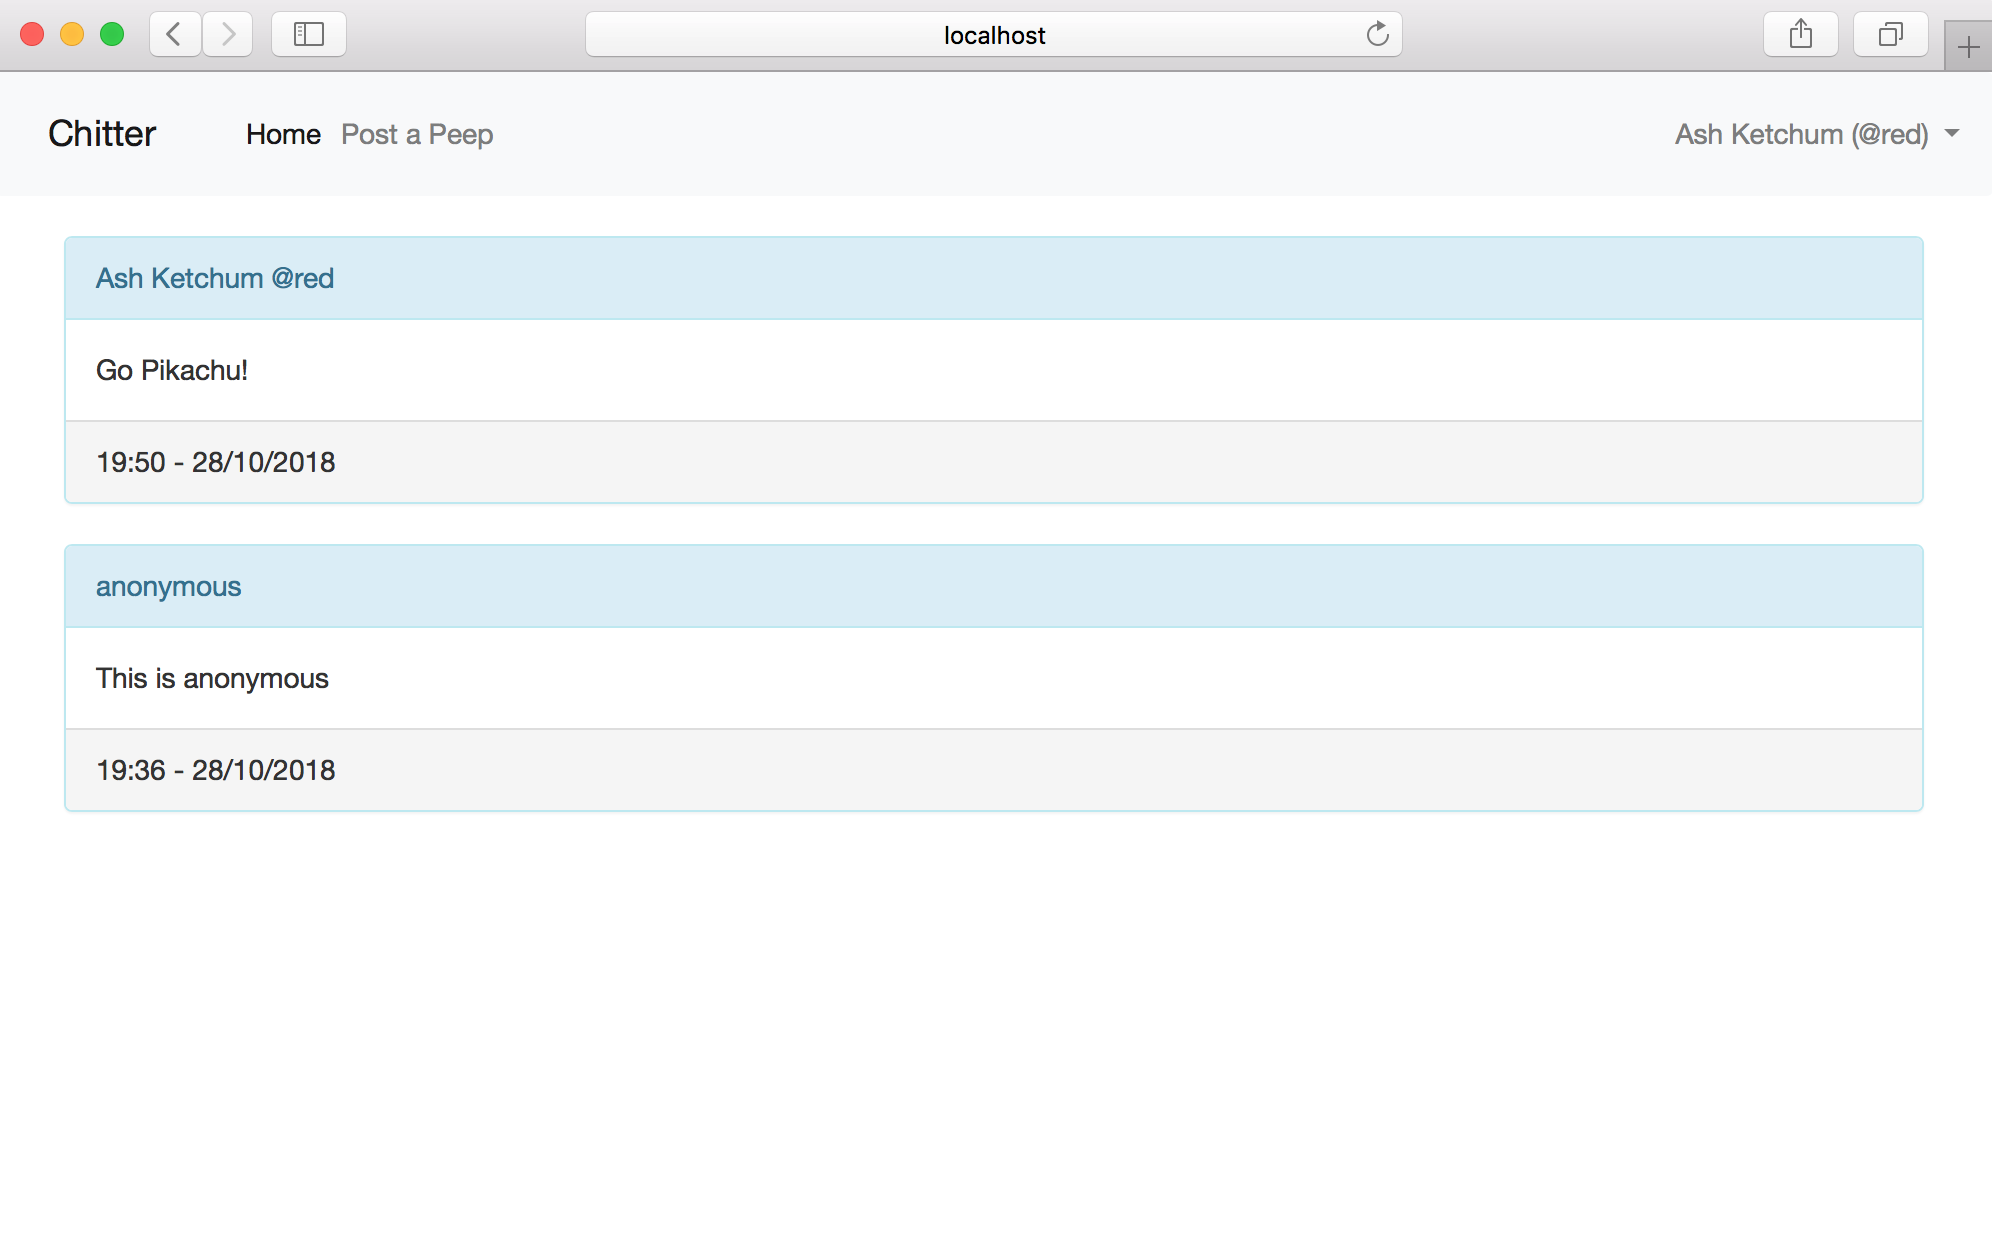 localhost
Chitter Home Post a Peep Ash Ketchum (@red)
Ash Ketchum @red
Go Pikachu!
19:50 - 28/10/2018
anonymous
This is anonymous
19:36 - 28/10/2018